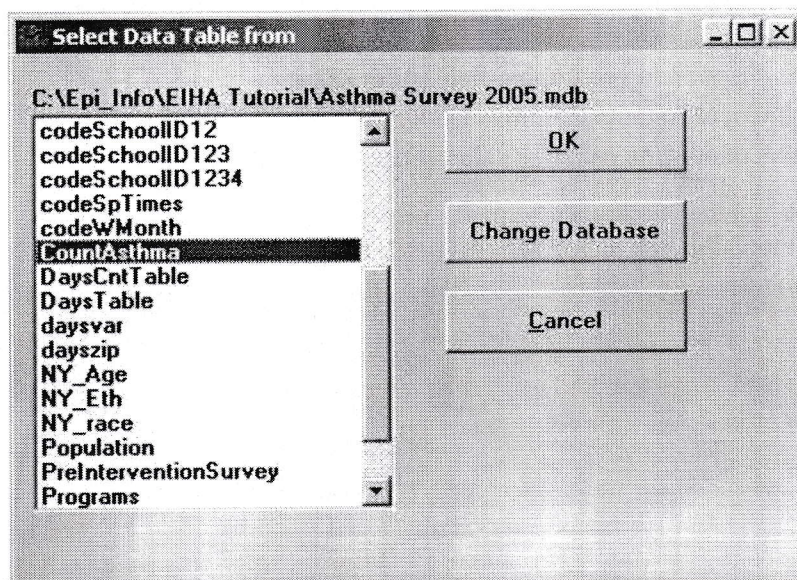 Select Data Table from
C:\Epi_Info\EIHA Tutorial\Asthma Survey 2005.mdb
codeSchoolID12
codeSchoolID123
codeSchoolID1234
codeSpTimes
codeWMonth
CountAsthma
DaysCntTable
DaysTable
daysvar
dayszip
NY_Age
NY_Eth
NY_race
Population
PreInterventionSurvey
Programs
OK
Change Database
Cancel